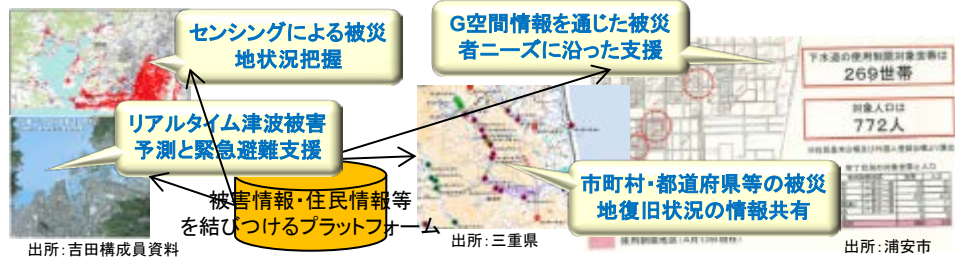 センシングによる被災
地状況把握
G空間情報を通じた被災
者ニーズに沿った支援
下水道の使用制限対象世帯は
269世帯
対象人口は
772人
リアルタイム津波被害
予測と緊急避難支援
市町村・都道府県等の被災
地復旧状況の情報共有
被害情報・住民情報等
を結びつけるプラットフォーム
出所：吉田構成員資料
出所：三重県
出所：浦安市